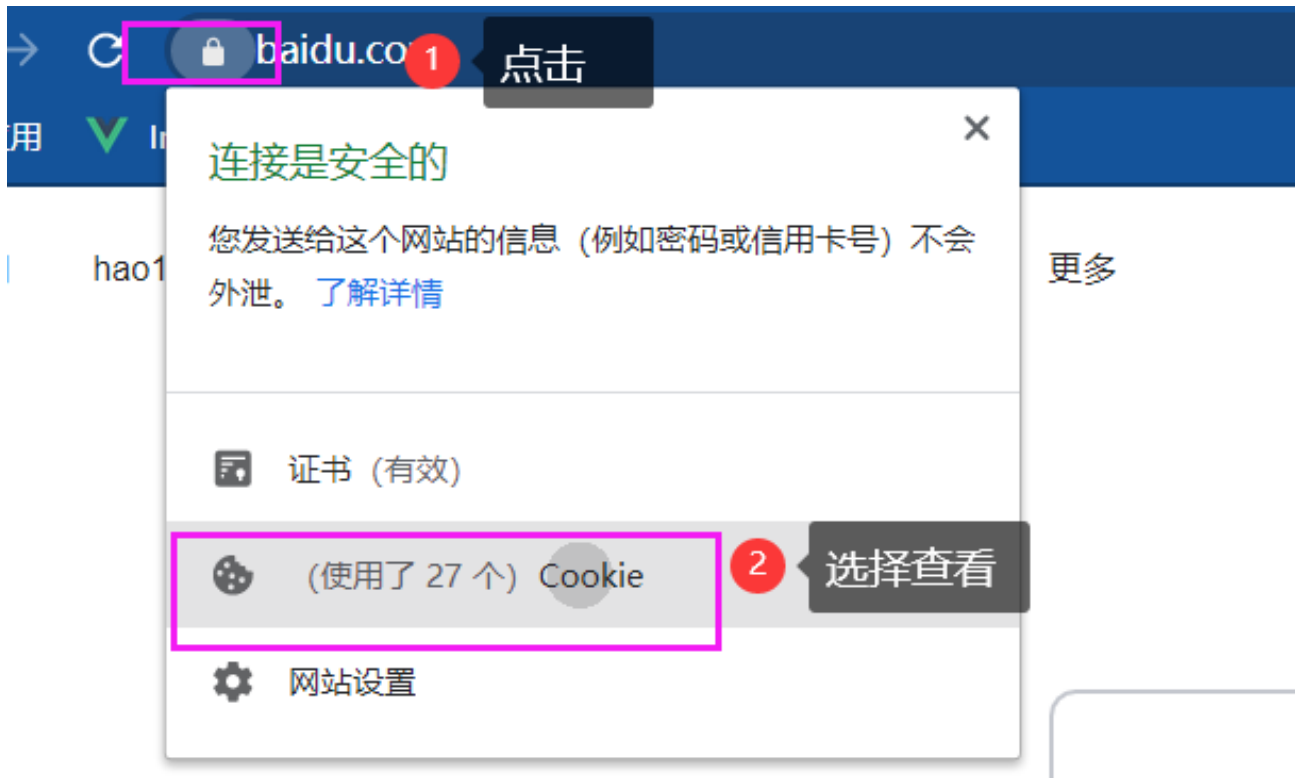 baidu.co
1
点击
用
连接是安全的
您发送给这个网站的信息（例如密码或信用卡号）不会
外泄。 了解详情
hao1
更多
证书（有效）
（使用了 27 个）Cookie
2
选择查看
网站设置